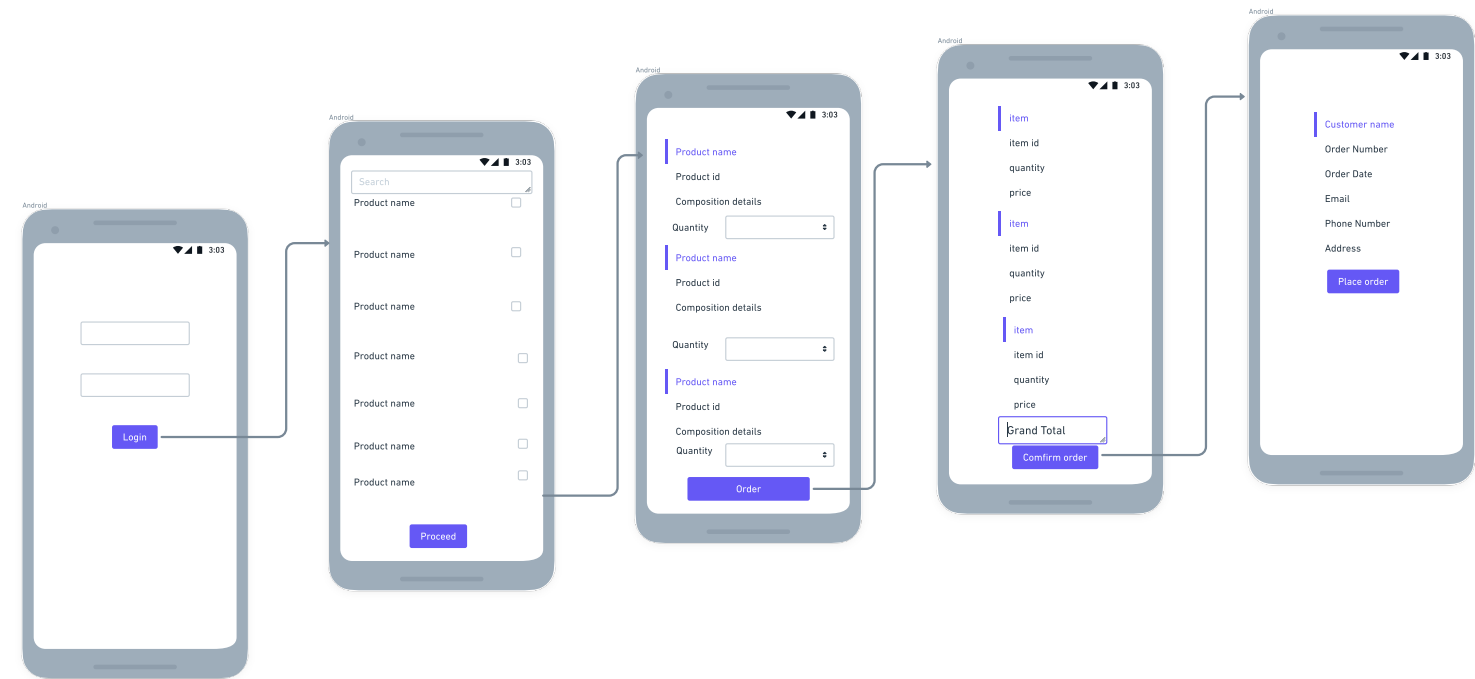 Android
3:03
Login
Android
3:03
Search
Product name
Product name
Product name
Product name
Product name
Product name
Product name
Proceed
Android
3:03
Product name
Product id
Composition details
Quantity
Product name
Product id
Composition details
Quantity
Product name
Product id
Composition details
Quantity
Order
Android
3:03
item
item id
quantity
price
item
item id
quantity
price
item
item id
quantity
price
Grand Total
Comfirm order
Android
3:03
Customer name
Order Number
Order Date
Email
Phone Number
Address
Place order